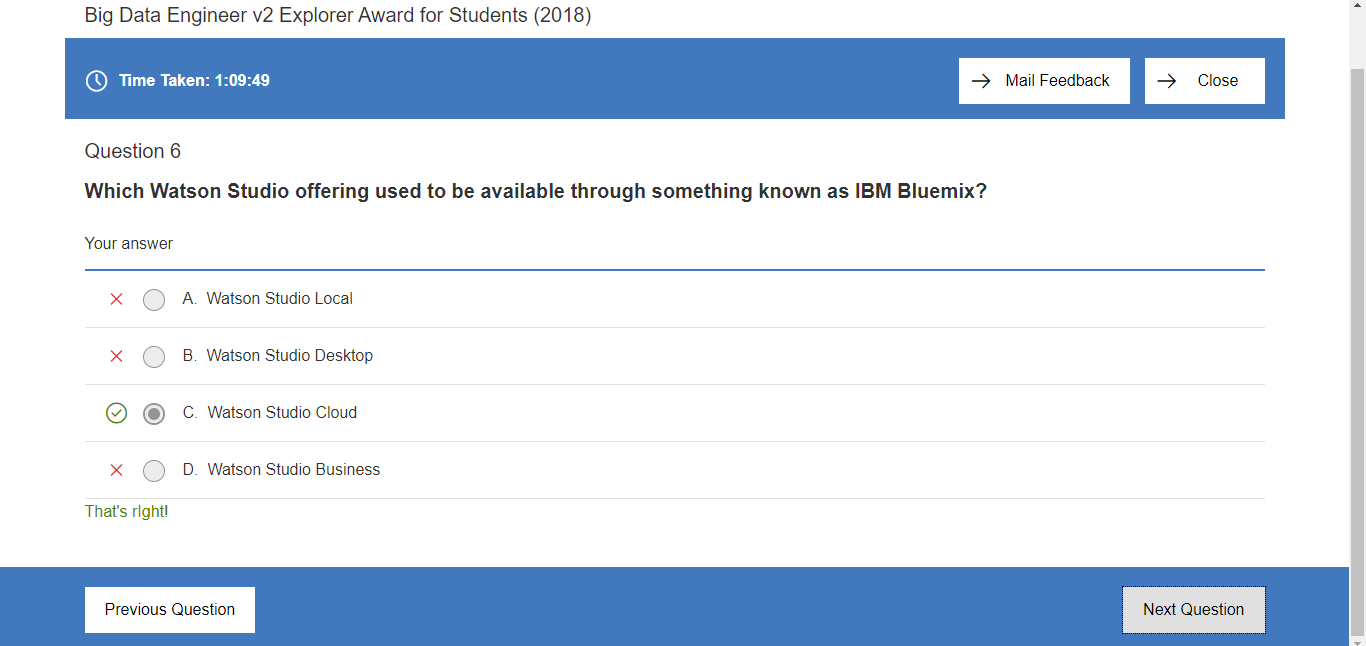 Big Data Engineer v2 Explorer Award for Students (2018)
Time Taken: 1:09:49
Mail Feedback
Close
Question 6
Which Watson Studio offering used to be available through something known as IBM Bluemix?
Your answer
A. Watson Studio Local
B. Watson Studio Desktop
C. Watson Studio Cloud
D. Watson Studio Business
That's rIght!
Previous Question
Next Question